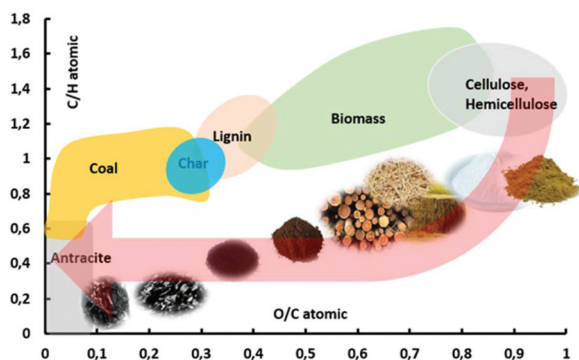 1,8
1,6
1,4
1,2
1
0,8
0,6
0,4
0,2
0
C/H atomic
Cellulose,
Hemicellulose
Biomass
Lignin
Char
Coal
Antracite
O/C atomic
0 0,1 0,2 0,3 0,4 0,5 0,6 0,7 0,8 0,9 1